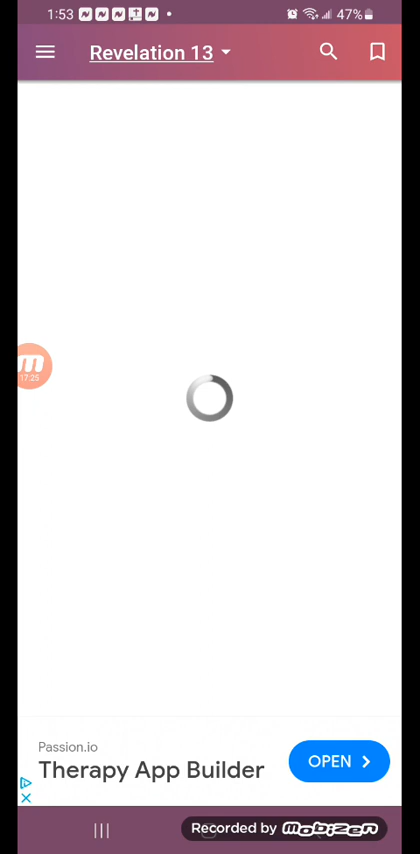 1:53 47%
Revelation 13
17:25
Passion.io
Therapy App Builder
OPEN
Recorded by mobizen